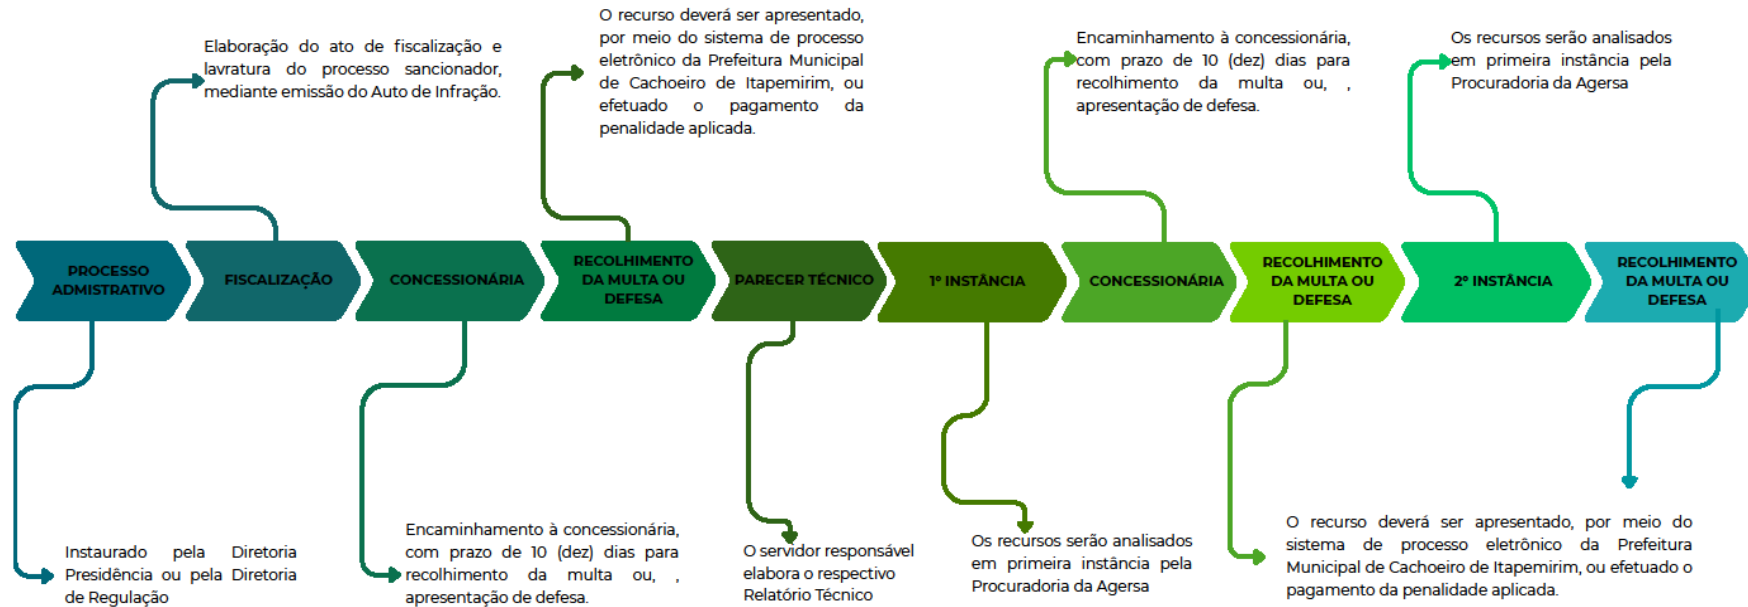 Elaboração do ato de fiscalização e
lavratura do processo sancionador,
mediante emissão do Auto de Infração.
O recurso deverá ser apresentado,
por meio do sistema de processo
eletrônico da Prefeitura Municipal
de Cachoeiro de Itapemirim, ou
efetuado o pagamento da
penalidade aplicada.
Encaminhamento à concessionária,
com prazo de 10 (dez) dias para
recolhimento da multa ou, ,
apresentação de defesa.
Os recursos serão analisados
em primeira instância pela
Procuradoria da Agersa
PROCESSO
ADMISTRATIVO
FISCALIZAÇÃO
CONCESSIONÁRIA
RECOLHIMENTO
DA MULTA OU
DEFESA
PARECER TÉCNICO
1º INSTÂNCIA
CONCESSIONÁRIA
RECOLHIMENTO
DA MULTA OU
DEFESA
2º INSTÂNCIA
RECOLHIMENTO
DA MULTA OU
DEFESA
Instaurado pela Diretoria
Presidência ou pela Diretoria
de Regulação
Encaminhamento à concessionária,
com prazo de 10 (dez) dias para
recolhimento da multa ou, ,
apresentação de defesa.
O servidor responsável
elabora o respectivo
Relatório Técnico
Os recursos serão analisados
em primeira instância pela
Procuradoria da Agersa
O recurso deverá ser apresentado, por meio do
sistema de processo eletrônico da Prefeitura
Municipal de Cachoeiro de Itapemirim, ou efetuado o
pagamento da penalidade aplicada.